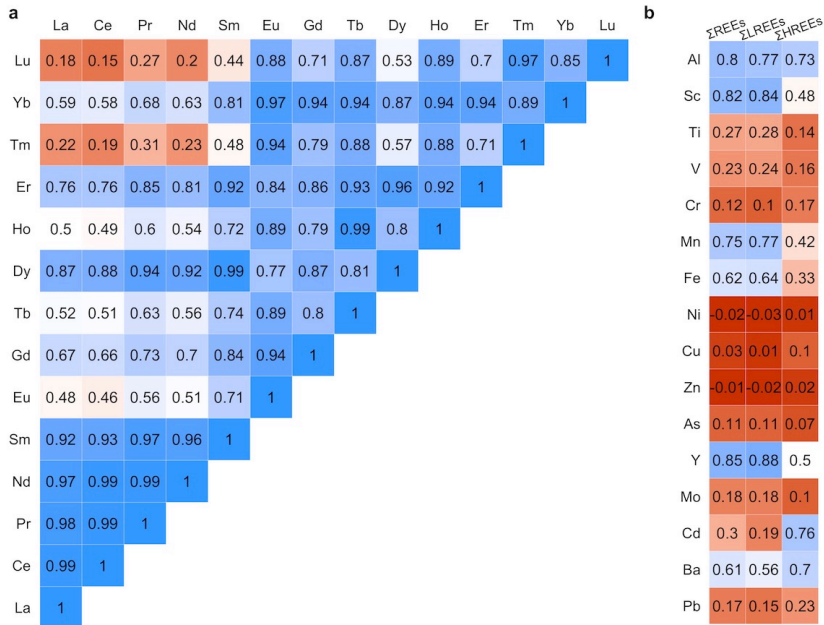 a
La Ce Pr Nd Sm Eu Gd Tb Dy Ho Er Tm Yb Lu
Lu 0.18 0.15 0.27 0.2 0.44 0.88 0.71 0.87 0.53 0.89 0.7 0.97 0.85 1
Yb 0.59 0.58 0.68 0.63 0.81 0.97 0.94 0.94 0.87 0.94 0.94 0.89 1
Tm 0.22 0.19 0.31 0.23 0.48 0.94 0.79 0.88 0.57 0.88 0.71 1
Er 0.76 0.76 0.85 0.81 0.92 0.84 0.86 0.93 0.96 0.92 1
Ho 0.5 0.49 0.6 0.54 0.72 0.89 0.79 0.99 0.8 1
Dy 0.87 0.88 0.94 0.92 0.99 0.77 0.87 0.81 1
Tb 0.52 0.51 0.63 0.56 0.74 0.89 0.8 1
Gd 0.67 0.66 0.73 0.7 0.84 0.94 1
Eu 0.48 0.46 0.56 0.51 0.71 1
Sm 0.92 0.93 0.97 0.96 1
Nd 0.97 0.99 0.99 1
Pr 0.98 0.99 1
Ce 0.99 1
La 1
b
ΣREEs ΣLREEs ΣHREEs
Al 0.8 0.77 0.73
Sc 0.82 0.84 0.48
Ti 0.27 0.28 0.14
V 0.23 0.24 0.16
Cr 0.12 0.1 0.17
Mn 0.75 0.77 0.42
Fe 0.62 0.64 0.33
Ni -0.02 -0.03 0.01
Cu 0.03 0.01 0.1
Zn -0.01 -0.02 0.02
As 0.11 0.11 0.07
Y 0.85 0.88 0.5
Mo 0.18 0.18 0.1
Cd 0.3 0.19 0.76
Ba 0.61 0.56 0.7
Pb 0.17 0.15 0.23